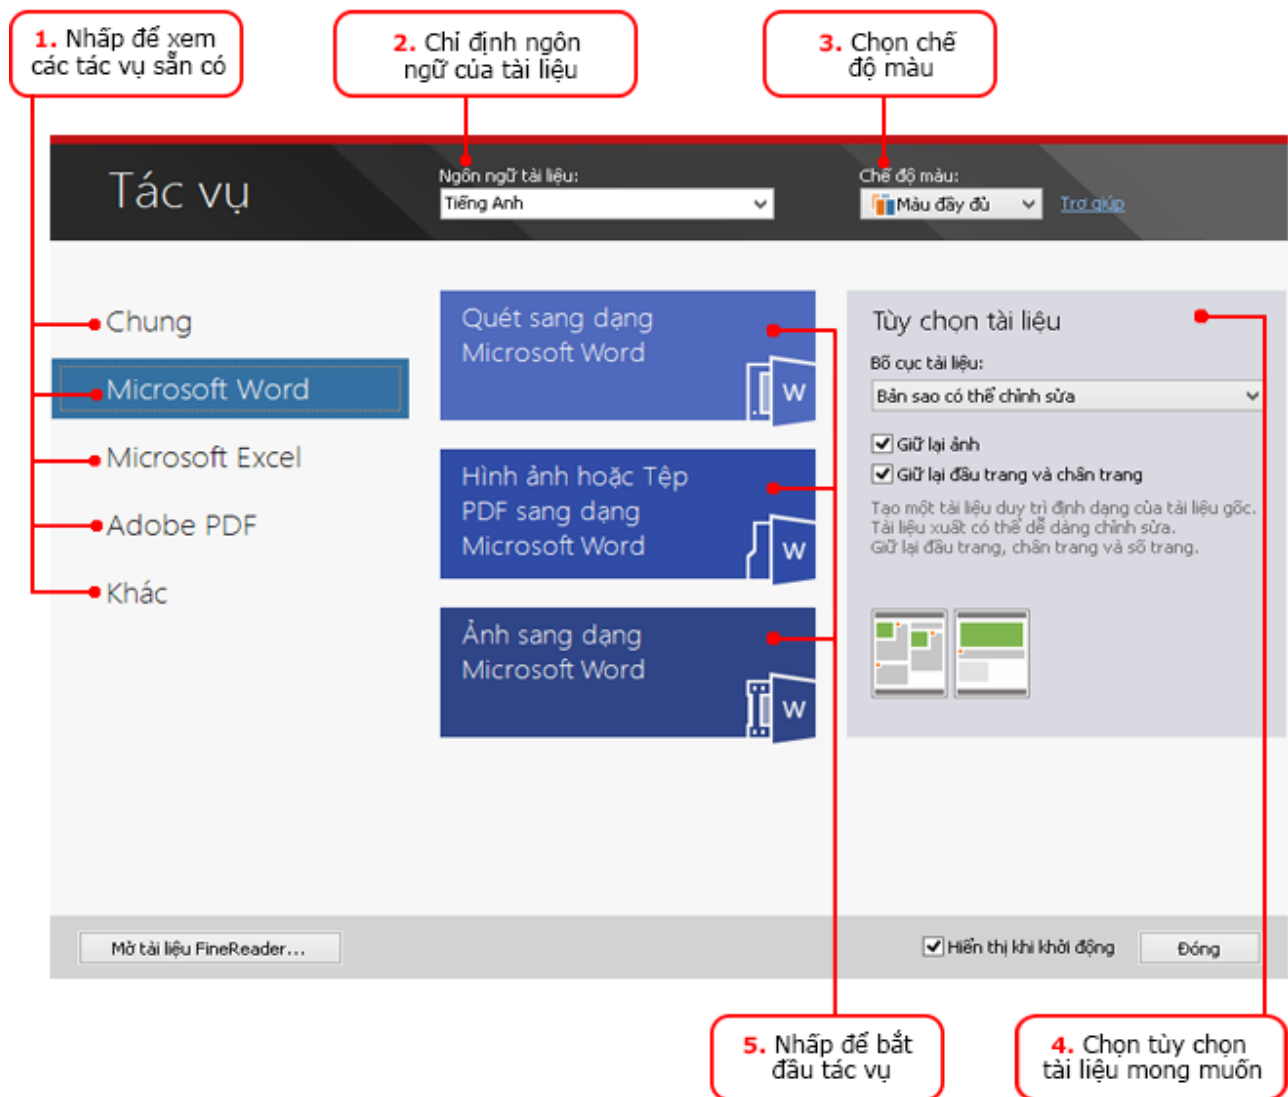 1. Nhấp để xem
các tác vụ sẵn có
2. Chỉ định ngôn
ngữ của tài liệu
3. Chọn chế
độ màu
Tác vụ
Ngôn ngữ tài liệu:
Tiếng Anh
Chế độ màu:
Màu đầy đủ
Trợ giúp
Chung
Microsoft Word
Microsoft Excel
Adobe PDF
Khác
Quét sang dạng
Microsoft Word
W
Hình ảnh hoặc Tệp
PDF sang dạng
Microsoft Word
W
Ảnh sang dạng
Microsoft Word
W
Tùy chọn tài liệu
Bố cục tài liệu:
Bản sao có thể chỉnh sửa
Giữ lại ảnh
Giữ lại đầu trang và chân trang
Tạo một tài liệu duy trì định dạng của tài liệu gốc.
Tài liệu xuất có thể dễ dàng chỉnh sửa.
Giữ lại đầu trang, chân trang và số trang.
Mở tài liệu FineReader...
Hiển thị khi khởi động
Đóng
5. Nhấp để bắt
đầu tác vụ
4. Chọn tùy chọn
tài liệu mong muốn